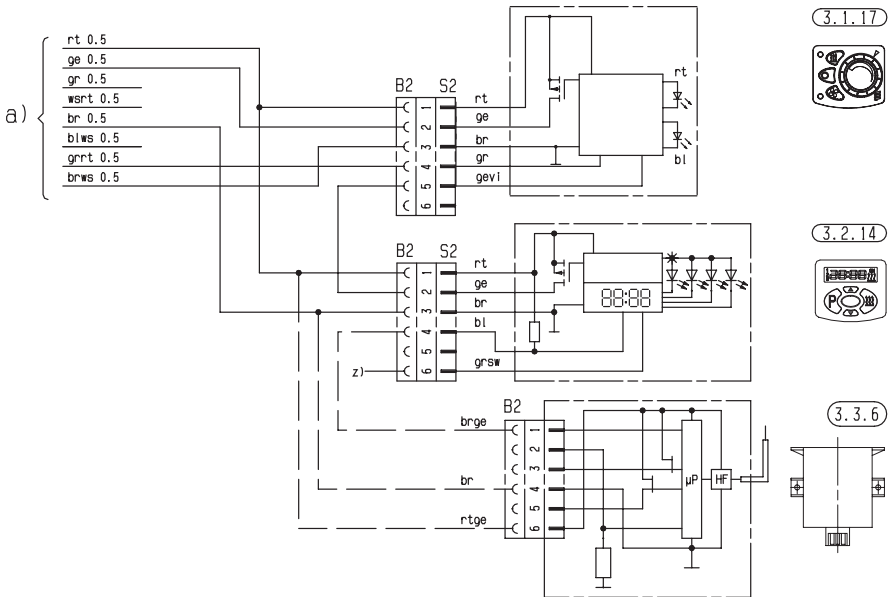 a)
rt 0.5
ge 0.5
gr 0.5
wsrt 0.5
br 0.5
blws 0.5
grrt 0.5
brws 0.5
B2 S2
1 rt
2 ge
3 br
4 gr
5 gevi
6
rt
bl
3.1.17
B2 S2
1 rt
2 ge
3 br
4 bl
5
z) 6 grsw
88:88
3.2.14
P
B2
brge 1
2
3
br 4
5
rtge 6
µP HF
3.3.6